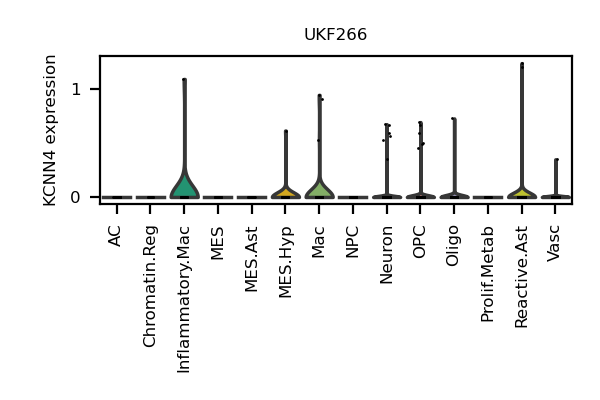 UKF266
KCNN4 expression
1
0
AC
Chromatin.Reg
Inflammatory.Mac
MES
MES.Ast
MES.Hyp
Mac
NPC
Neuron
OPC
Oligo
Prolif.Metab
Reactive.Ast
Vasc